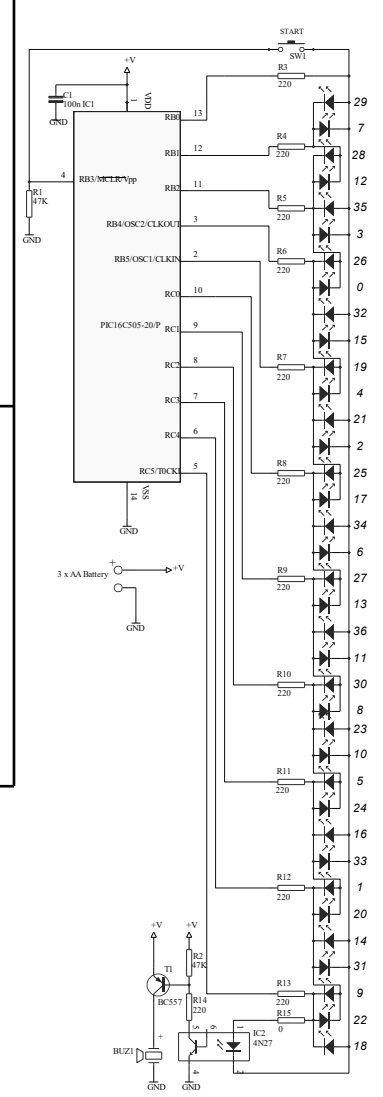 START
SW1
+V
R3
220
C1
100n
IC1
GND
VDD
1
RB0
13
29
7
R4
220
28
RB1
12
12
4
RB3/MCLR/Vpp
R1
47K
GND
RB2
11
R5
220
35
3
RB4/OSC2/CLKOUT
3
R6
220
26
0
RB5/OSC1/CLKIN
2
RC0
10
32
PIC16C505-20/P
RC1
9
15
R7
220
19
4
RC2
8
RC3
7
21
RC4
6
2
RC5/T0CKI
5
R8
220
25
17
VSS
14
GND
34
6
3 x AA Battery
+
+V
GND
R9
220
27
13
36
11
R10
220
30
8
23
10
R11
220
5
24
16
33
R12
220
1
20
14
31
+V
+V
R2
47K
T1
BC557
R14
220
R13
220
9
R15
0
22
18
BUZ1
+
5
6
1
IC2
4N27
4
2
GND
GND